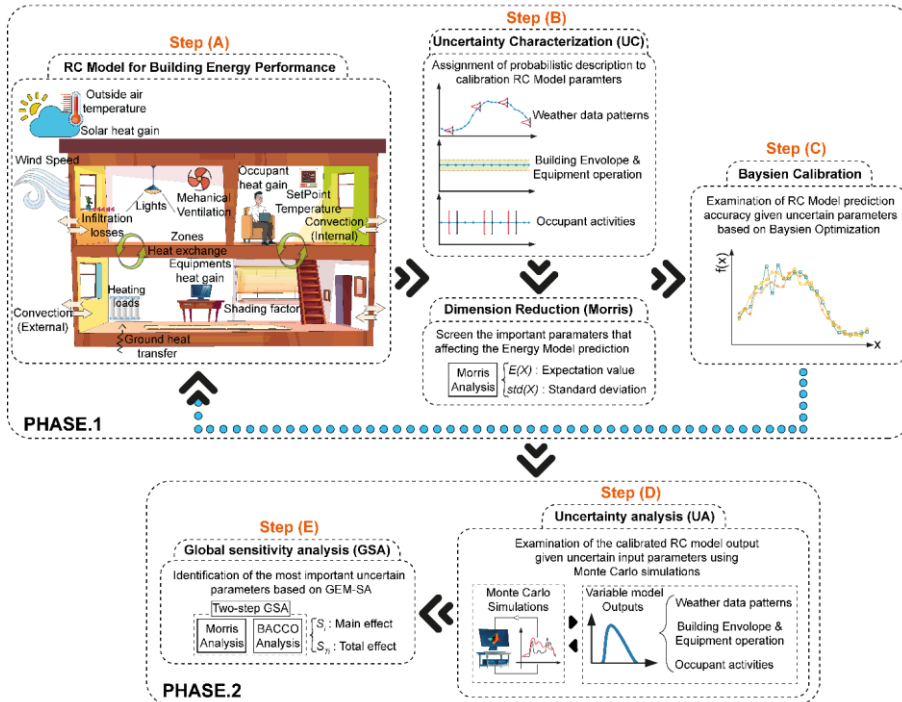 Step (A)
RC Model for Building Energy Performance
Outside air
temperature
Solar heat gain
Wind Speed
Infiltration
losses
Lights
Mehanical
Ventilation
Occupant
heat gain
SetPoint
Temperature
Convection
(Internal)
Zones
Heat exchange
Equipments
heat gain
Heating
loads
Shading factor
Convection
(External)
Ground heat
transfer
Step (B)
Uncertainty Characterization (UC)
Assignment of probabilistic description to
calibration RC Model paramters
Weather data patterns
Building Envelope &
Equipment operation
Occupant activities
Dimension Reduction (Morris)
Screen the important paramaters that
affecting the Energy Model prediction
Morris
Analysis
E(X) : Expectation value
std(X) : Standard deviation
Step (C)
Baysien Calibration
Examination of RC Model prediction
accuracy given uncertain parameters
based on Baysien Optimization
f(x)
x
PHASE.1
Step (D)
Uncertainty analysis (UA)
Examination of the calibrated RC model output
given uncertain input parameters using
Monte Carlo simulations
Monte Carlo
Simulations
Variable model
Outputs
Weather data patterns
Building Envelope
& Equipment operation
Occupant activities
Step (E)
Global sensitivity analysis (GSA)
Identification of the most important uncertain
parameters based on GEM-SA
Two-step GSA
Morris
Analysis
BACCO
Analysis
Si : Main effect
STi : Total effect
PHASE.2